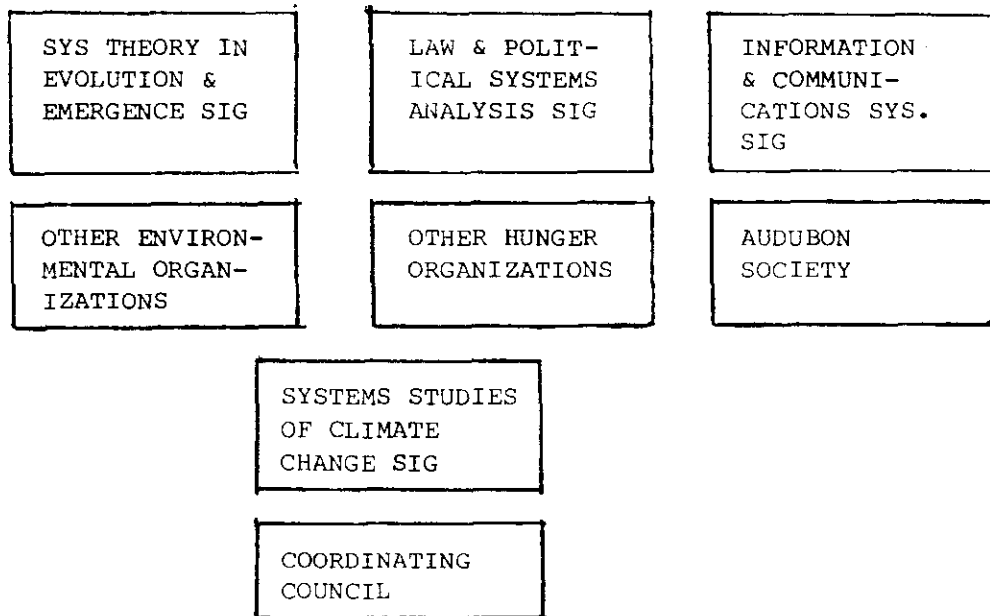 SYS THEORY IN
EVOLUTION &
EMERGENCE SIG
LAW & POLIT-
ICAL SYSTEMS
ANALYSIS SIG
INFORMATION
& COMMUNI-
CATIONS SYS.
SIG
OTHER ENVIRON-
MENTAL ORGAN-
IZATIONS
OTHER HUNGER
ORGANIZATIONS
AUDUBON
SOCIETY
SYSTEMS STUDIES
OF CLIMATE
CHANGE SIG
COORDINATING
COUNCIL